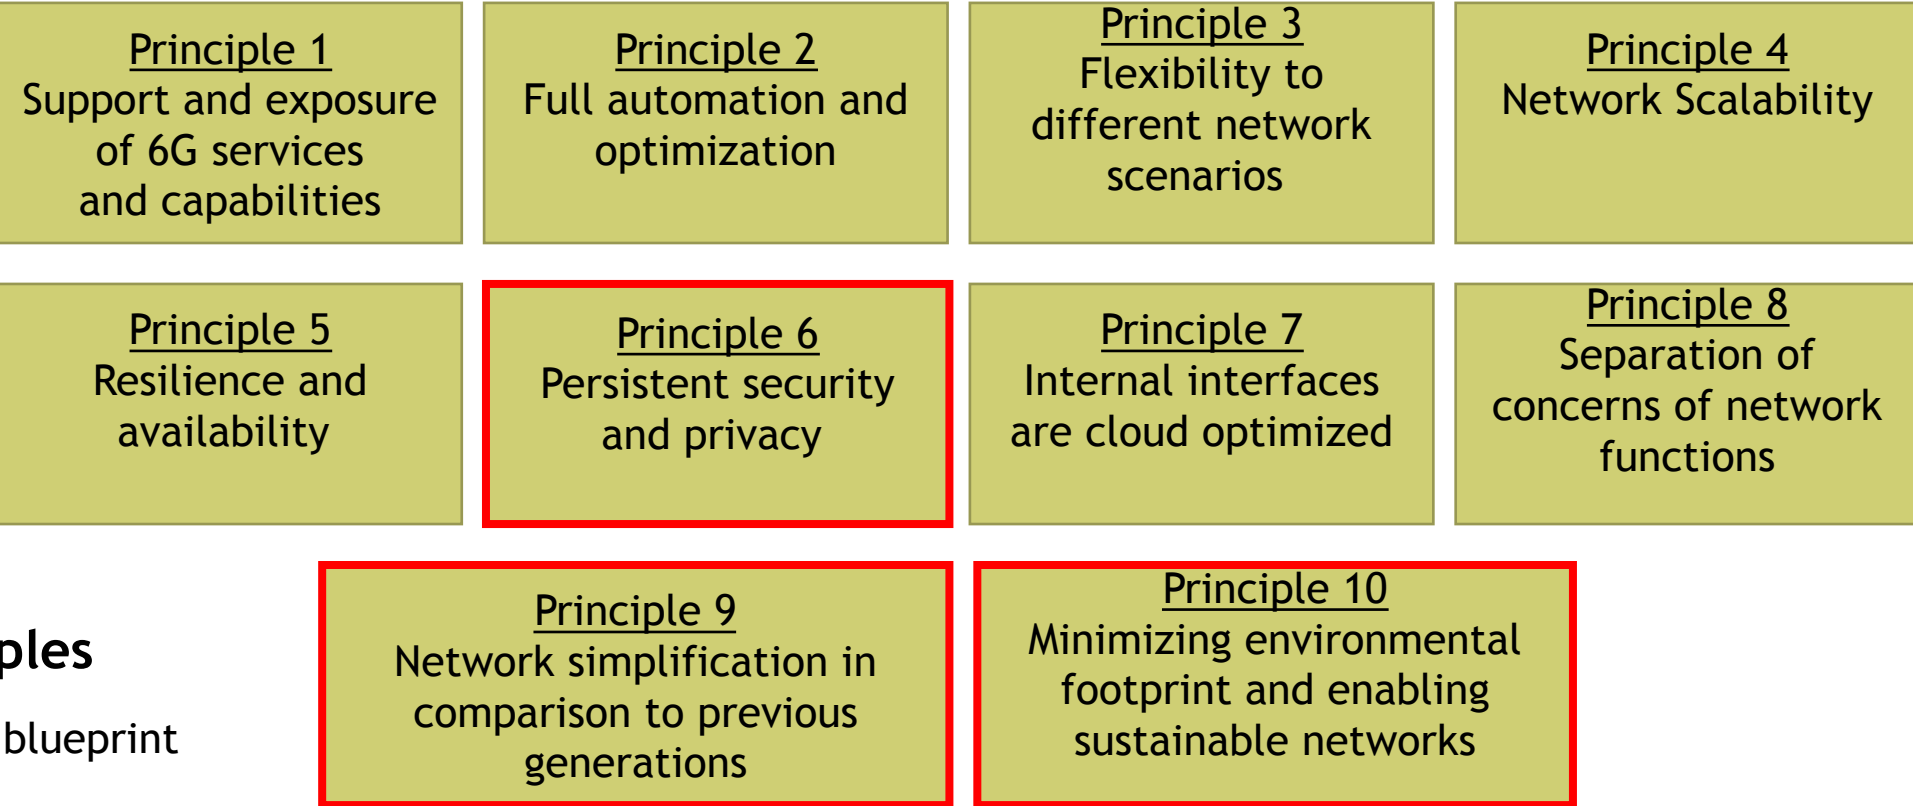 Principle 1
Support and exposure
of 6G services
and capabilities
Principle 2
Full automation and
optimization
Principle 3
Flexibility to
different network
scenarios
Principle 4
Network Scalability
Principle 5
Resilience and
availability
Principle 6
Persistent security
and privacy
Principle 7
Internal interfaces
are cloud optimized
Principle 8
Separation of
concerns of network
functions
ples
blueprint
Principle 9
Network simplification in
comparison to previous
generations
Principle 10
Minimizing environmental
footprint and enabling
sustainable networks